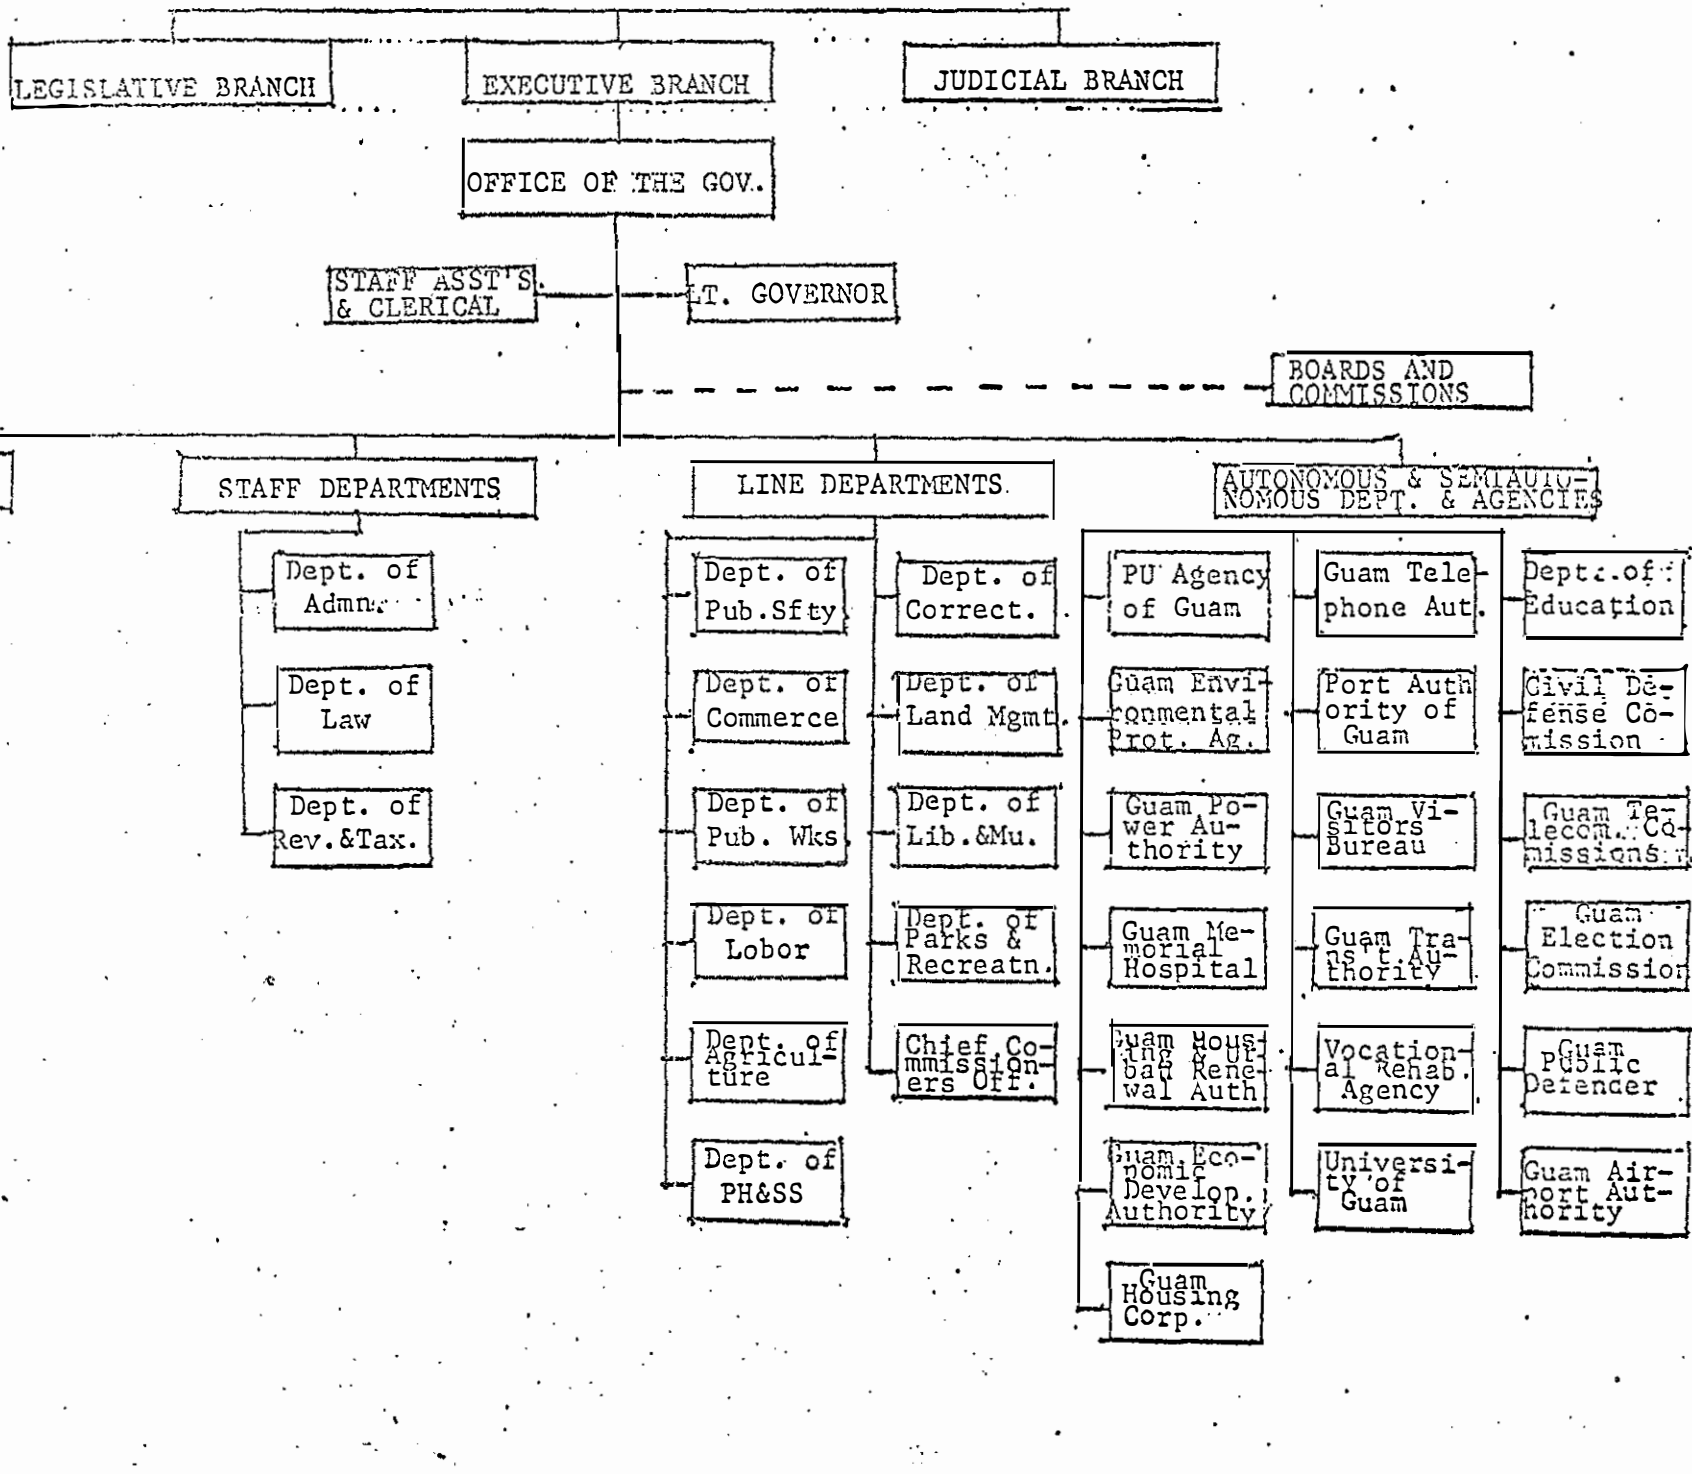 LEGISLATIVE BRANCH
EXECUTIVE BRANCH
JUDICIAL BRANCH
OFFICE OF THE GOV.
STAFF ASST'S.
& CLERICAL
LT. GOVERNOR
BOARDS AND
COMMISSIONS
STAFF DEPARTMENTS
LINE DEPARTMENTS.
AUTONOMOUS & SEMIAUTO-
NOMOUS DEPT. & AGENCIES
Dept. of
Admn.
Dept. of
Law
Dept. of
Rev.&Tax.
Dept. of
Pub.Sfty
Dept. of
Commerce
Dept. of
Pub. Wks.
Dept. of
Lobor
Dept. of
Agricul-
ture
Dept. of
PH&SS
Dept. of
Correct.
Dept. of
Land Mgmt.
Dept. of
Lib.&Mu.
Dept. of
Parks &
Recreatn.
Chief Co-
mmission-
ers Off.
PU Agency
of Guam
Guam Envi-
ronmental
Prot. Ag.
Guam Po-
wer Au-
thority
Guam Me-
morial
Hospital
Guam Hous-
ing & Ur-
ban Rene-
wal Auth
Guam Eco-
nomic
Develop.
Authority
Guam
Housing
Corp.
Guam Tele-
phone Aut.
Port Auth
ority of
Guam
Guam Vi-
sitors
Bureau
Guam Tra-
ns't.Au-
thority
Vocation-
al Rehab.
Agency
Universi-
ty of
Guam
Dept. of
Education
Civil De-
fense Co-
mission
Guam Te-
lecom. Co-
missions
Guam
Election
Commission
Guam
Public
Defender
Guam Air-
port Aut-
hority